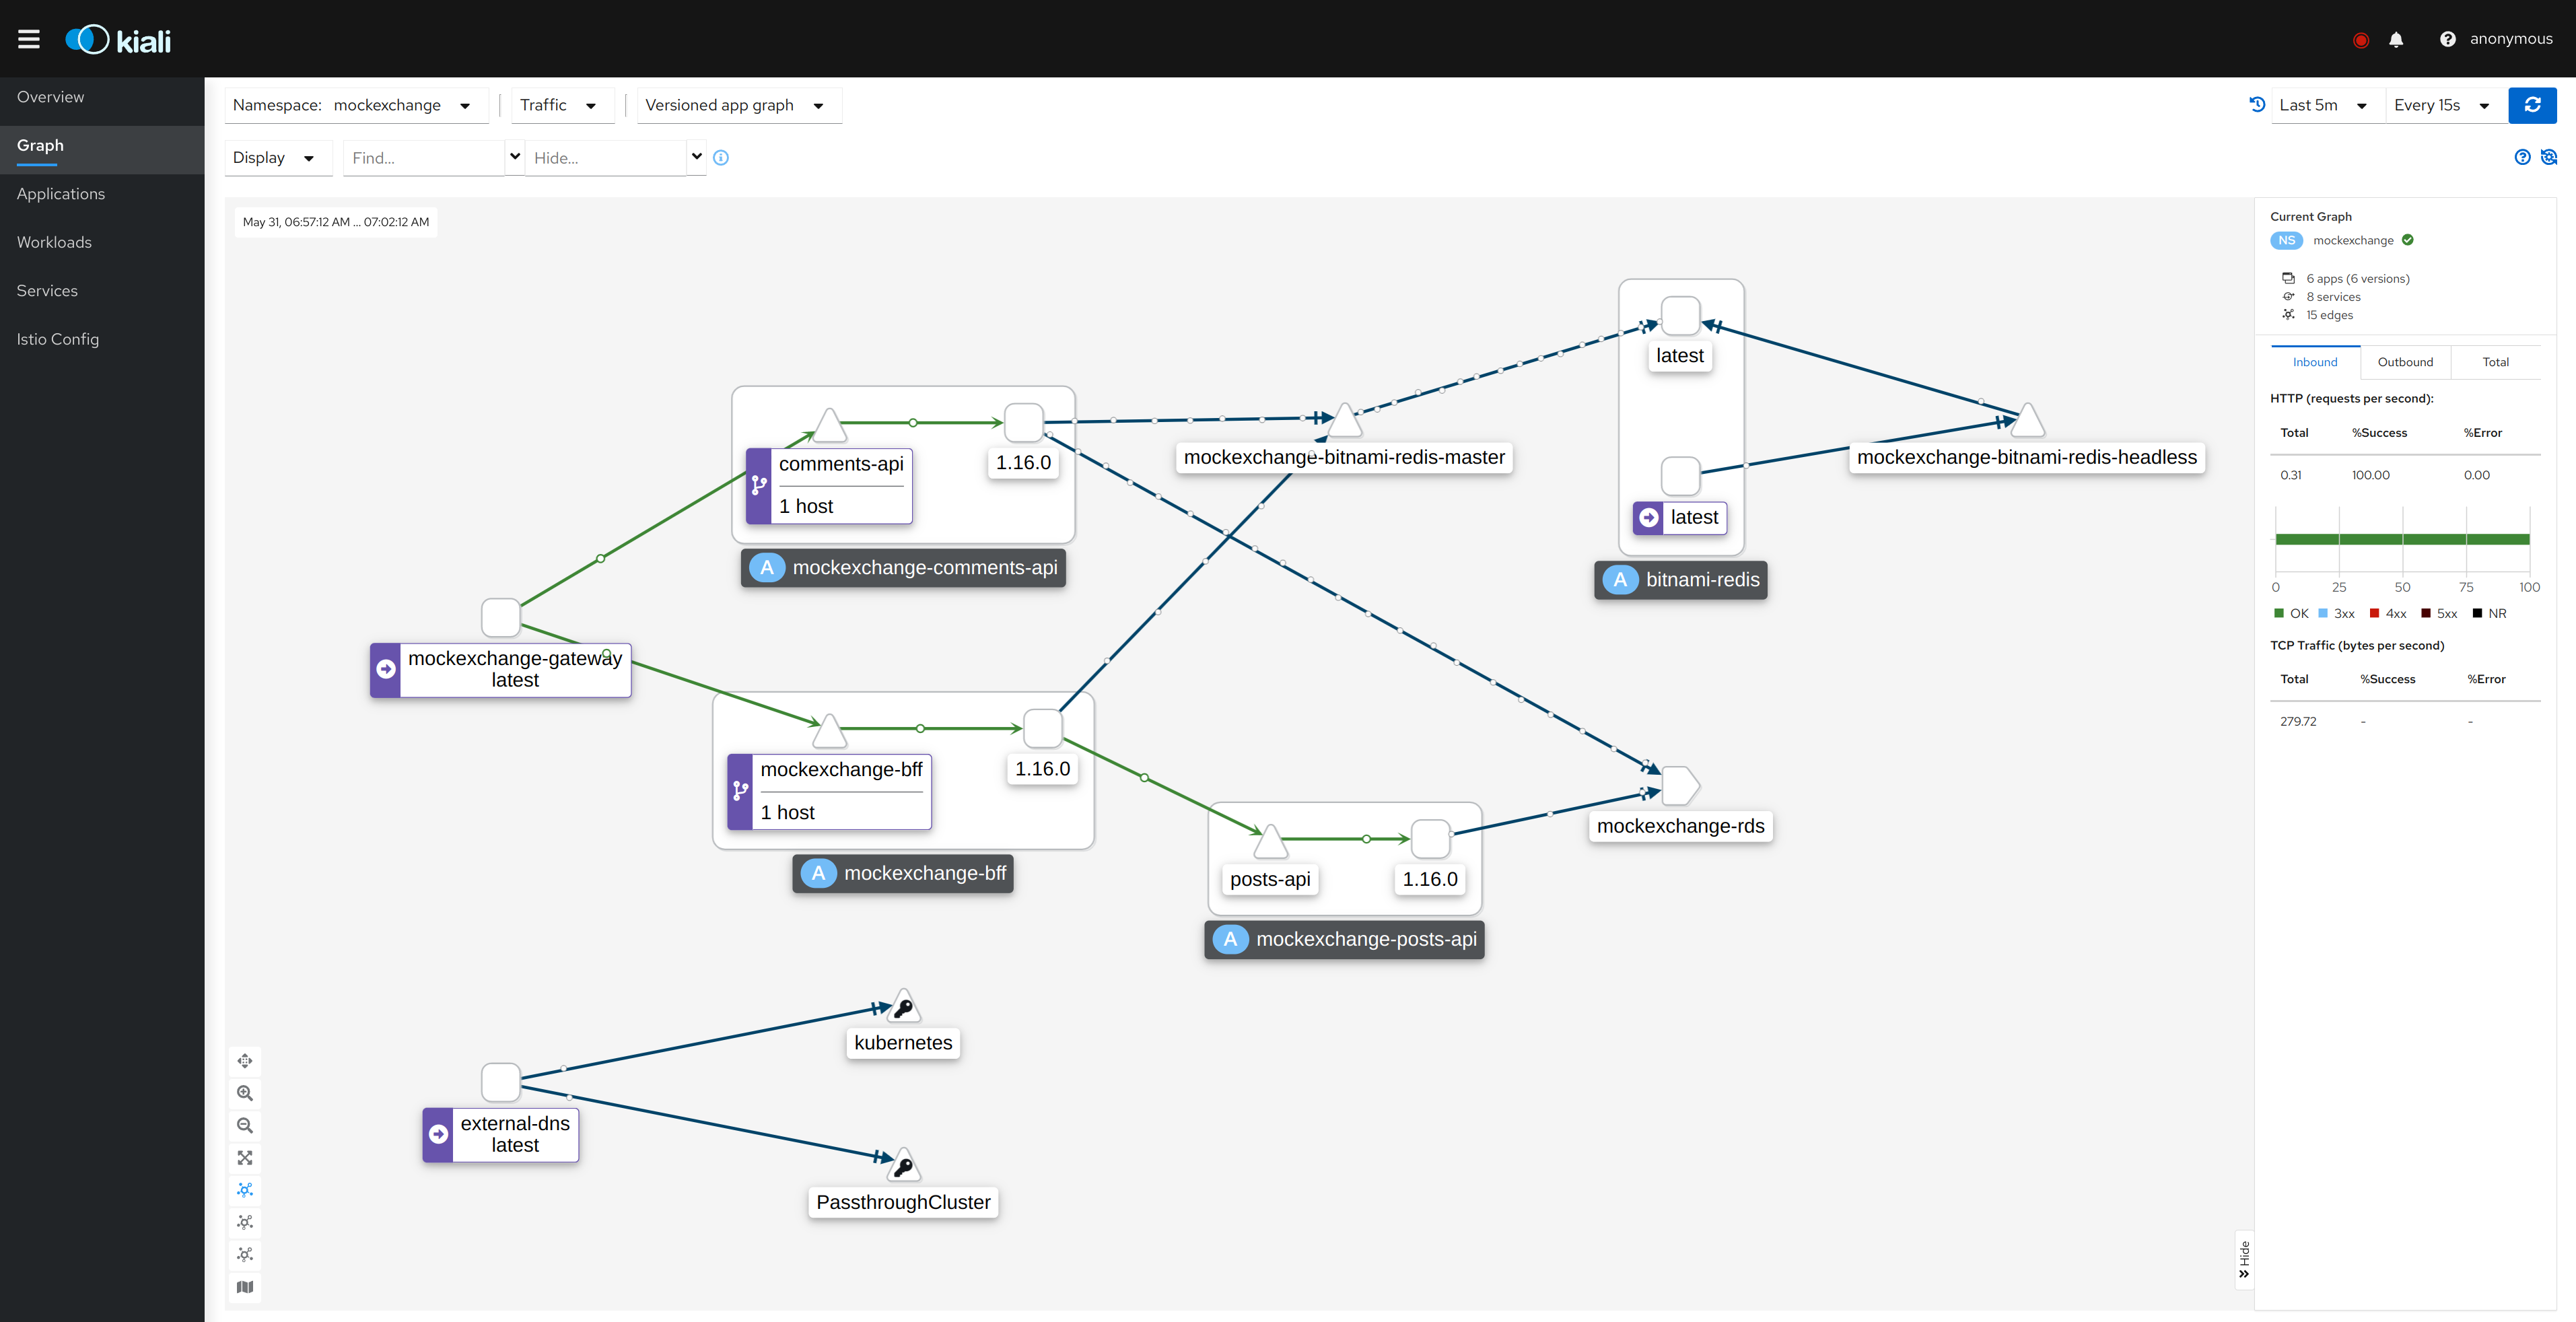 kiali
anonymous
Overview
Graph
Applications
Workloads
Services
Istio Config
Namespace: mockexchange
Traffic
Versioned app graph
Last 5m
Every 15s
Display
Find...
Hide...
May 31, 06:57:12 AM ... 07:02:12 AM
latest
comments-api
1 host
1.16.0
A mockexchange-comments-api
mockexchange-bitnami-redis-master
mockexchange-bitnami-redis-headless
latest
A bitnami-redis
mockexchange-gateway
latest
mockexchange-bff
1 host
1.16.0
A mockexchange-bff
mockexchange-rds
posts-api
1.16.0
A mockexchange-posts-api
kubernetes
external-dns
latest
PassthroughCluster
Hide
Current Graph
NS mockexchange
6 apps (6 versions)
8 services
15 edges
Inbound Outbound Total
HTTP (requests per second):
Total %Success %Error
0.31 100.00 0.00
0 25 50 75 100
OK 3xx 4xx 5xx NR
TCP Traffic (bytes per second)
Total %Success %Error
279.72 - -